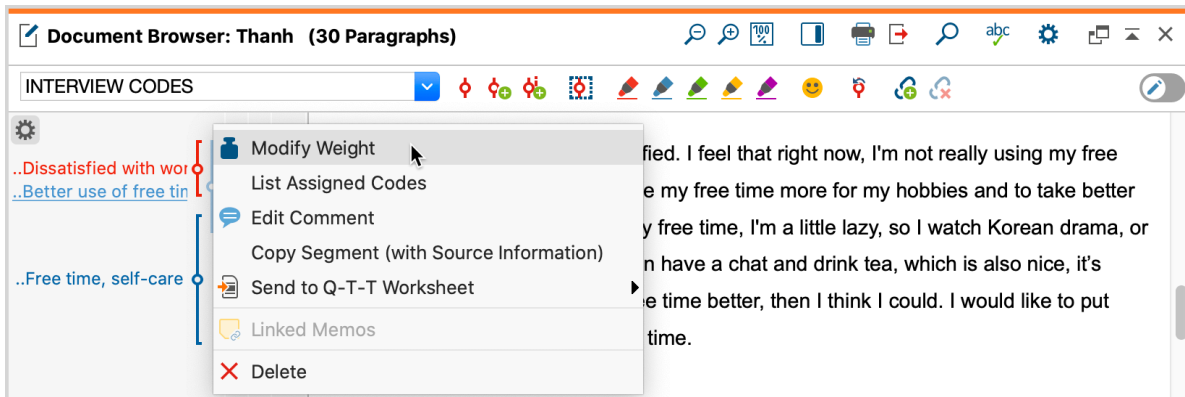 Document Browser: Thanh (30 Paragraphs)
100
%
abc
INTERVIEW CODES
Modify Weight
..Dissatisfied with wor
..Better use of free tin
List Assigned Codes
Edit Comment
Copy Segment (with Source Information)
..Free time, self-care
Send to Q-T-T Worksheet
Linked Memos
Delete
fied. I feel that right now, I'm not really using my free
e my free time more for my hobbies and to take better
y free time, I'm a little lazy, so I watch Korean drama, or
n have a chat and drink tea, which is also nice, it's
e time better, then I think I could. I would like to put
time.